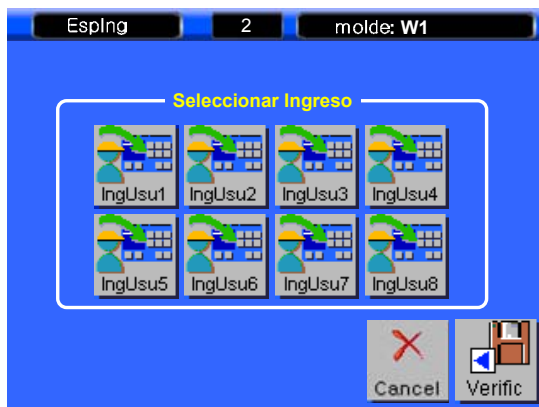 EspIng 2 molde: W1
Seleccionar Ingreso
IngUsu1 IngUsu2 IngUsu3 IngUsu4
IngUsu5 IngUsu6 IngUsu7 IngUsu8
Cancel Verific